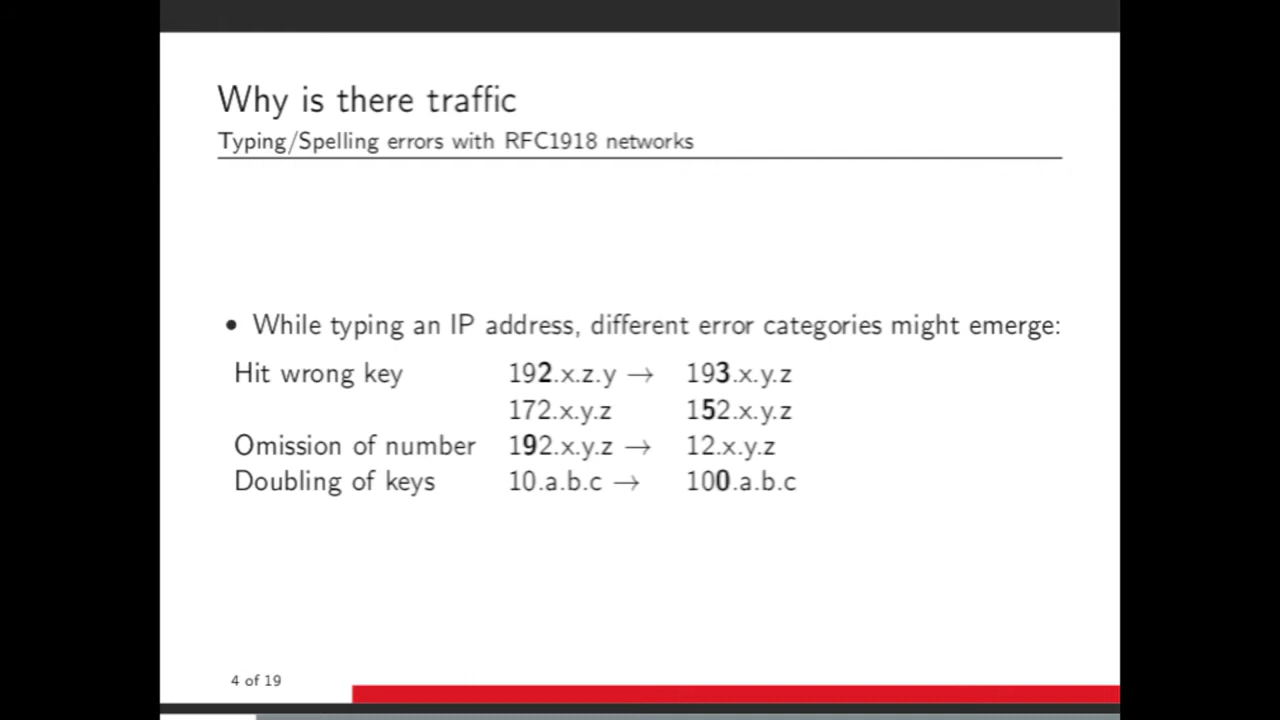 Why is there traffic
Typing/Spelling errors with RFC1918 networks
• While typing an IP address, different error categories might emerge:
Hit wrong key 192.x.z.y → 193.x.y.z
172.x.y.z 152.x.y.z
Omission of number 192.x.y.z → 12.x.y.z
Doubling of keys 10.a.b.c → 100.a.b.c
4 of 19